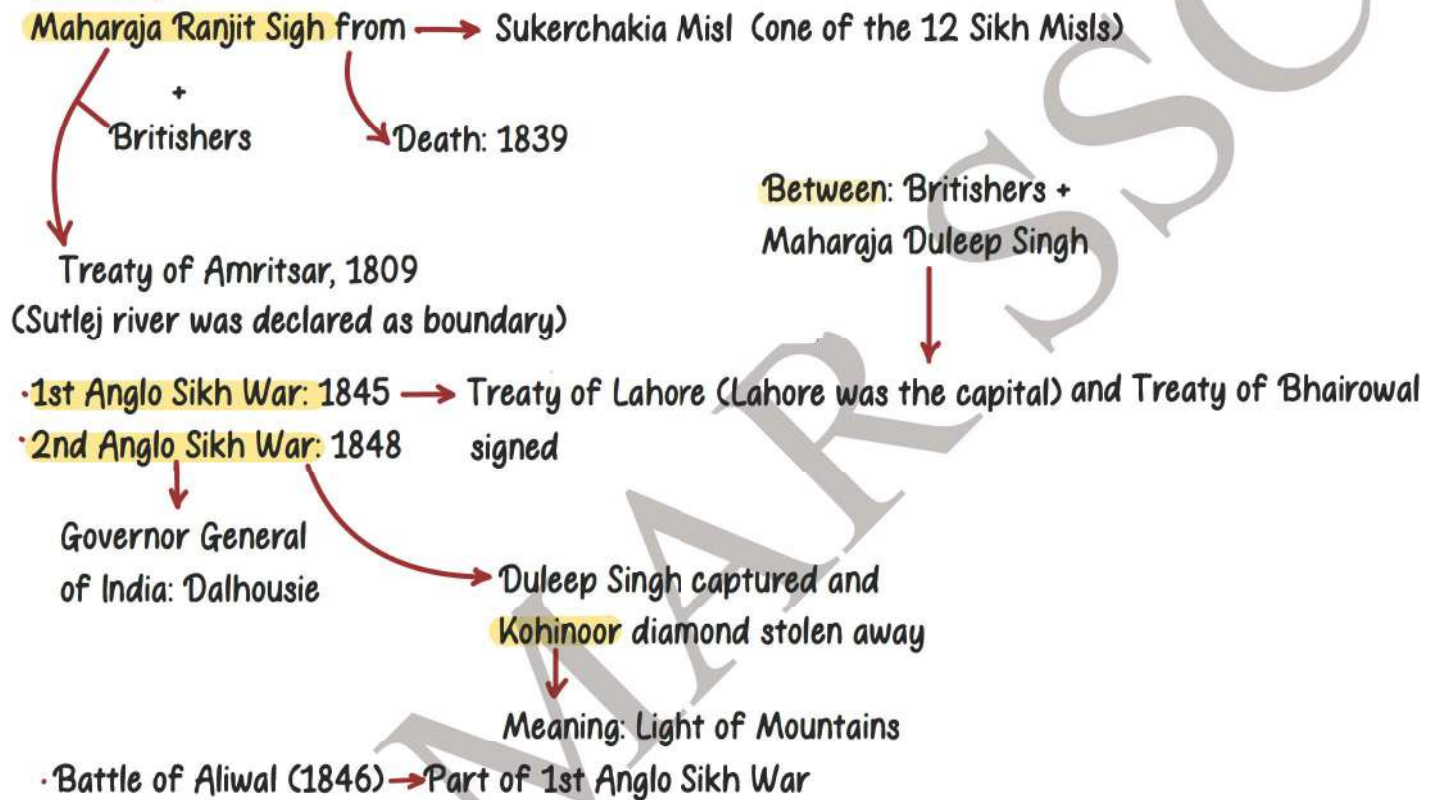 Maharaja Ranjit Sigh from → Sukerchakia Misl (one of the 12 Sikh Misls)
+
Britishers
Death: 1839
Between: Britishers +
Maharaja Duleep Singh
Treaty of Amritsar, 1809
(Sutlej river was declared as boundary)
·1st Anglo Sikh War: 1845 → Treaty of Lahore (Lahore was the capital) and Treaty of Bhairowal
signed
·2nd Anglo Sikh War: 1848
Governor General
of India: Dalhousie
Duleep Singh captured and
Kohinoor diamond stolen away
Meaning: Light of Mountains
·Battle of Aliwal (1846)→Part of 1st Anglo Sikh War
MAR SSC